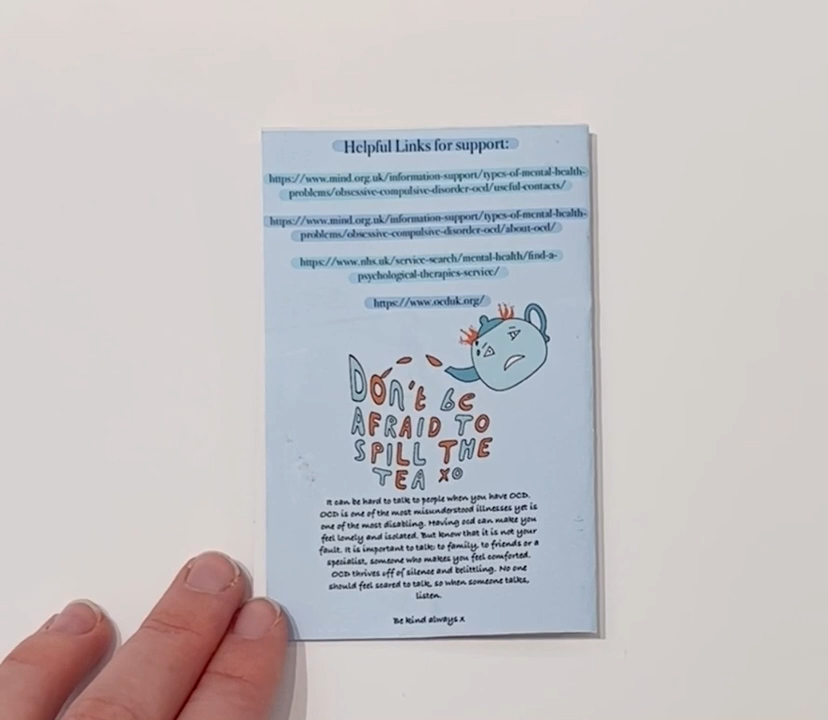 Helpful Links for support:
https://www.mind.org.uk/information-support/types-of-mental-health-
problems/obsessive-compulsive-disorder-ocd/useful-contacts/
https://www.mind.org.uk/information-support/types-of-mental-health-
problems/obsessive-compulsive-disorder-ocd/about-ocd/
https://www.nhs.uk/service-search/mental-health/find-a-
psychological-therapies-service/
https://www.ocduk.org/
DON't BE
AFRAID TO
SPILL THE
TEA XO
It can be hard to talk to people when you have OCD.
OCD is one of the most misunderstood illnesses yet is
one of the most disabling. Having ocd can make you
feel lonely and isolated. But know that it is not your
fault. It is important to talk: to family, to friends or a
specialist, someone who makes you feel comforted.
OCD thrives off of silence and belittling. No one
should feel scared to talk, so when someone talks,
listen.
Be kind always x